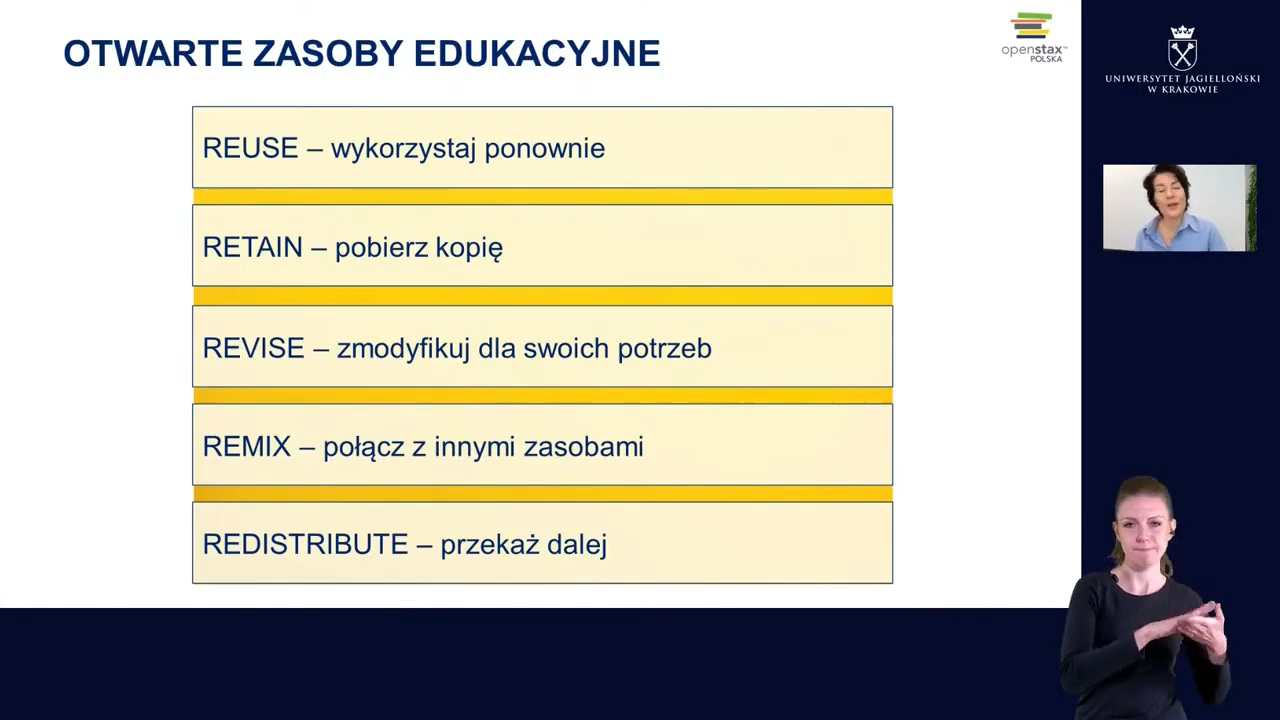 OTWARTE ZASOBY EDUKACYJNE
openstax™
POLSKA
UNIWERSYTET JAGIELLOŃSKI
W KRAKOWIE
REUSE – wykorzystaj ponownie
RETAIN – pobierz kopię
REVISE – zmodyfikuj dla swoich potrzeb
REMIX – połącz z innymi zasobami
REDISTRIBUTE – przekaż dalej